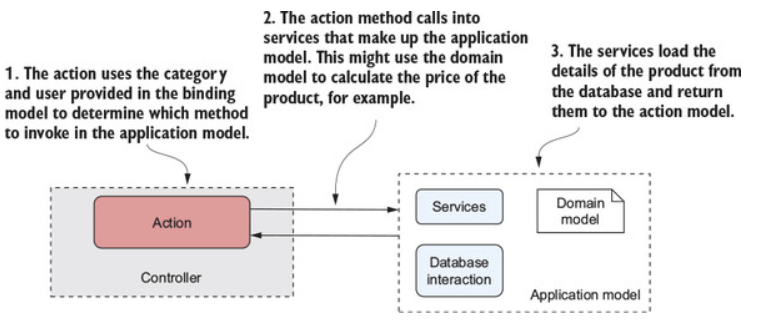 1. The action uses the category
and user provided in the binding
model to determine which method
to invoke in the application model.
2. The action method calls into
services that make up the application
model. This might use the domain
model to calculate the price of the
product, for example.
3. The services load the
details of the product from
the database and return
them to the action model.
Action
Controller
Services
Domain
model
Database
interaction
Application model